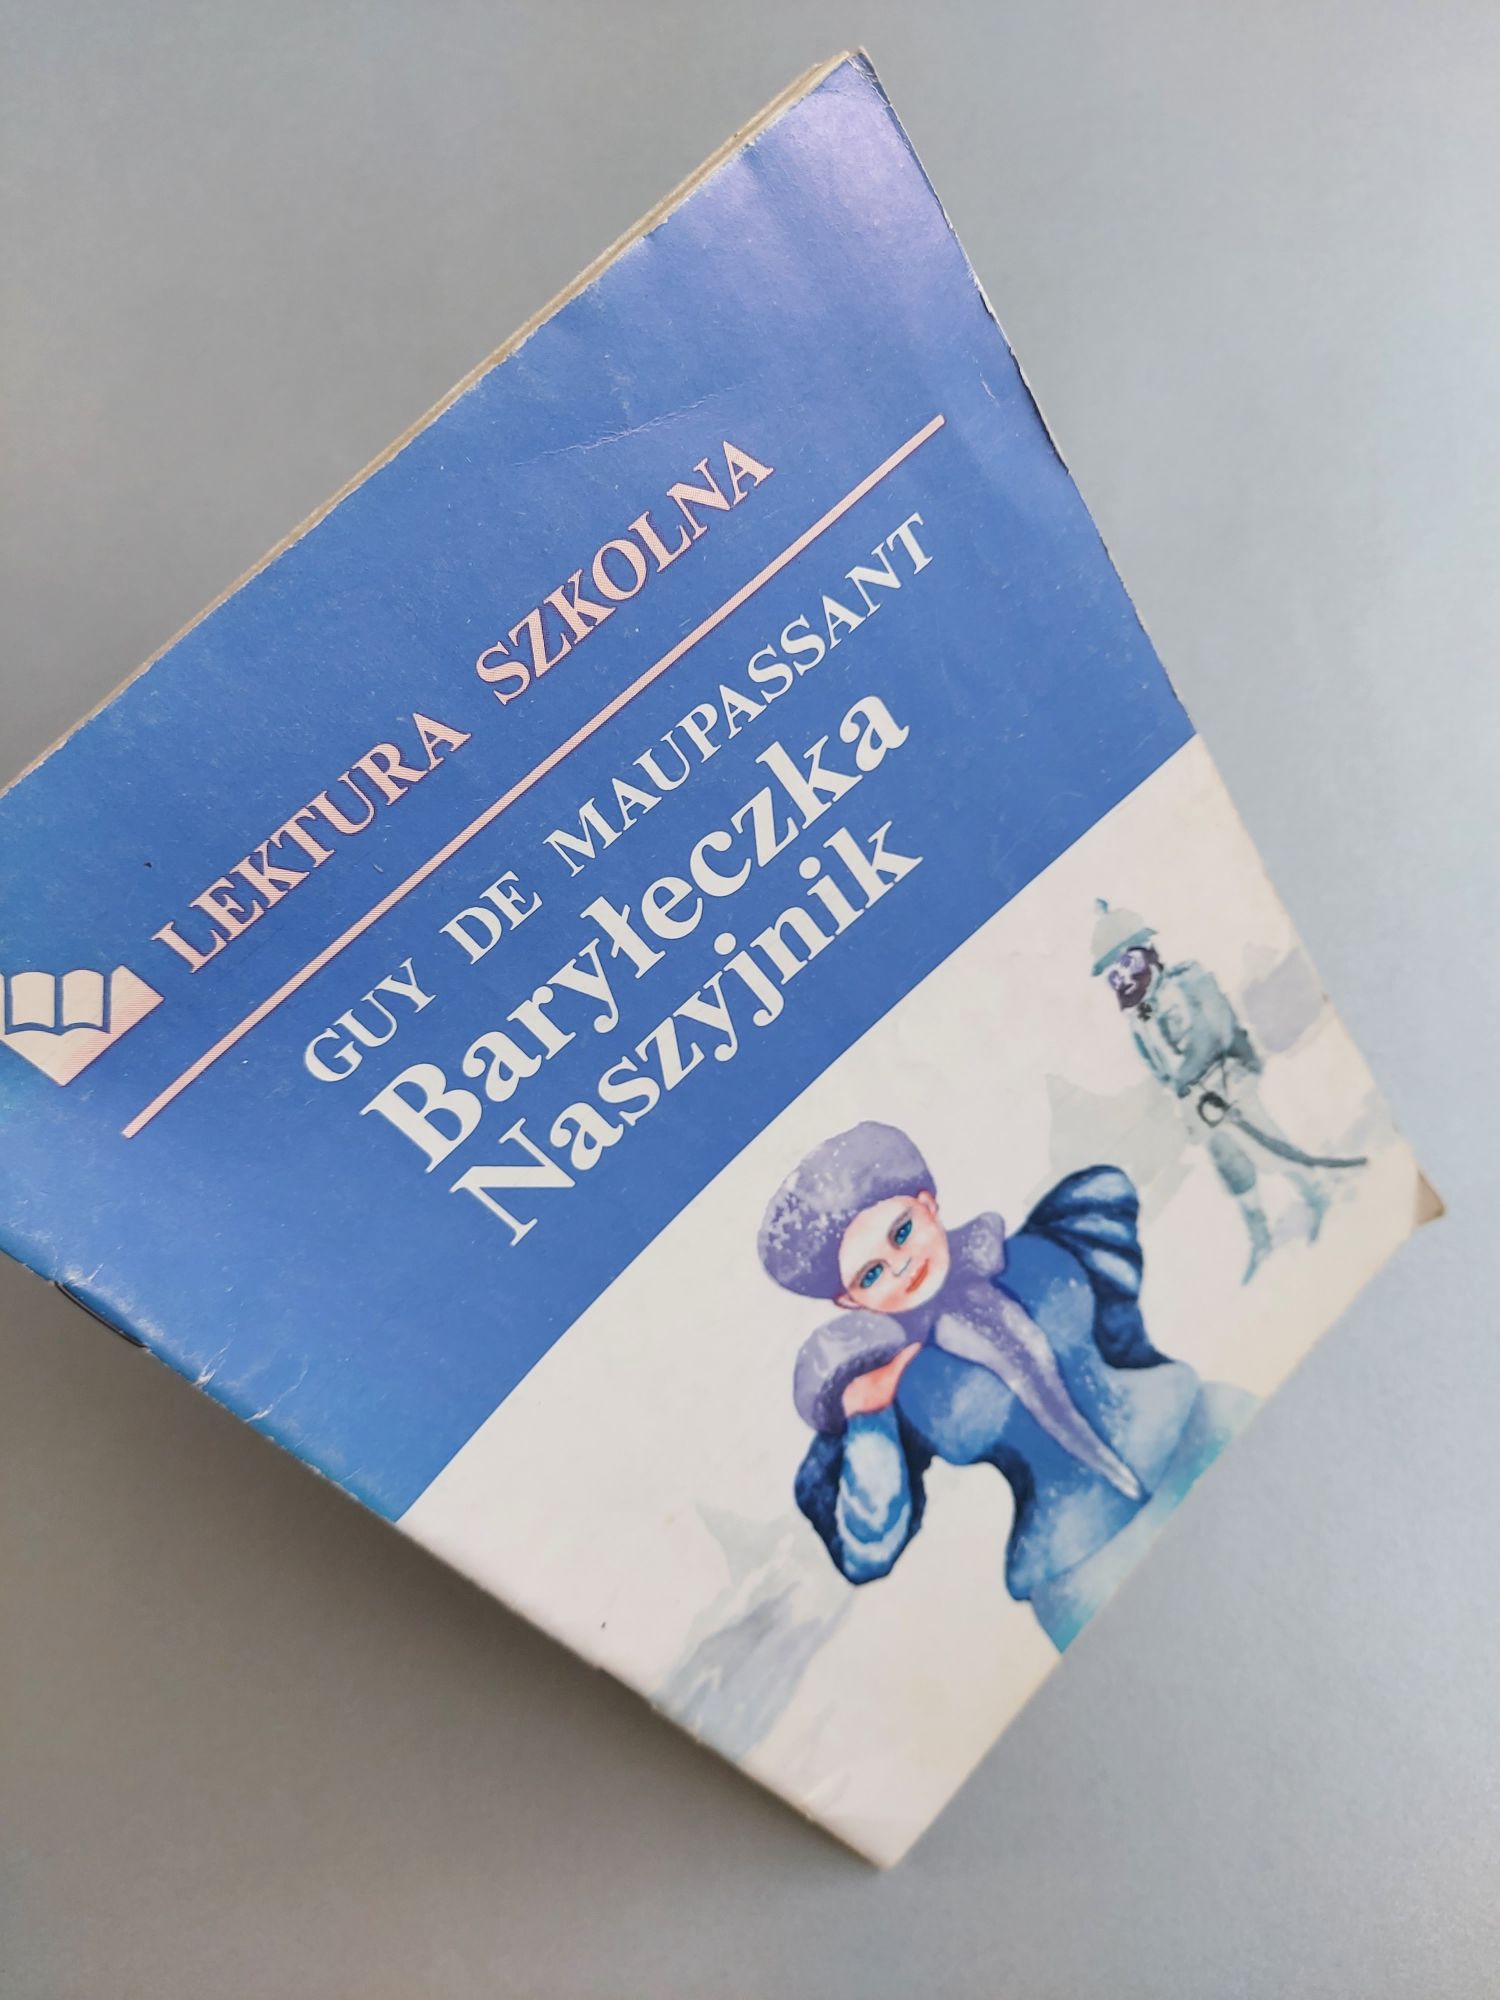 LEKTURA SZKOLNA
GUY DE MAUPASSANT
Baryłeczka
Naszyjnik